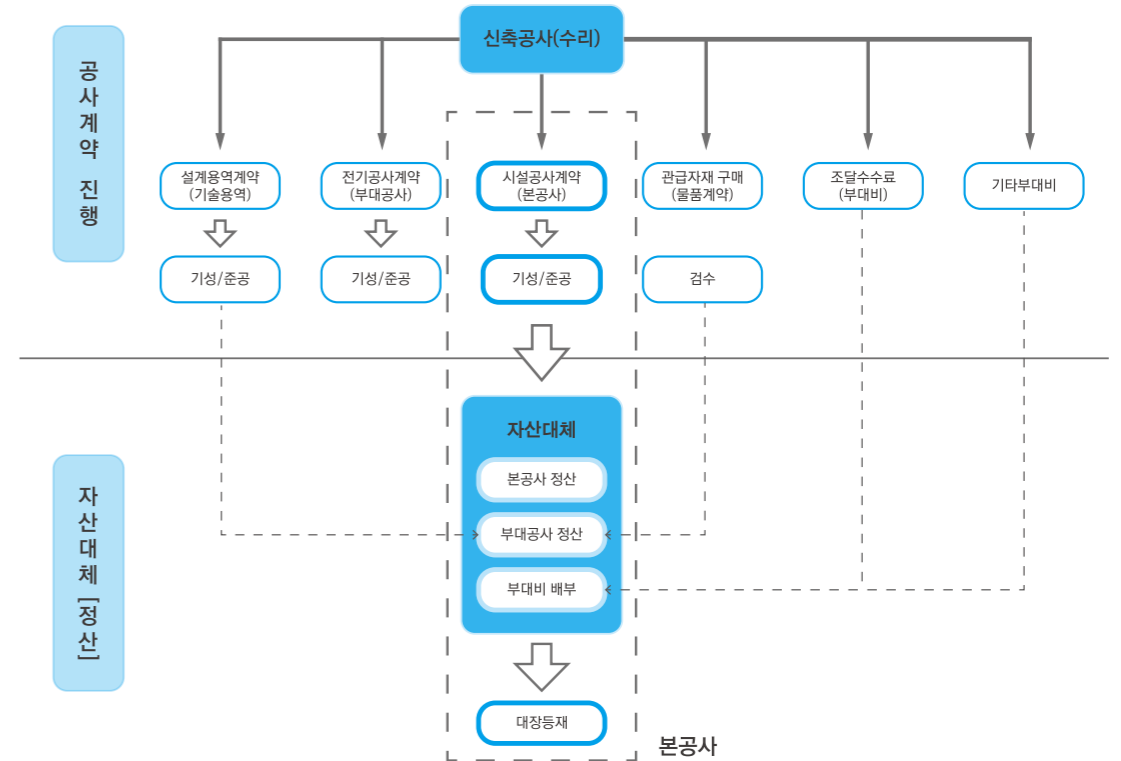 신축공사(수리)
공사계약 진행
설계용역계약
(기술용역)
전기공사계약
(부대공사)
시설공사계약
(본공사)
관급자재 구매
(물품계약)
조달수수료
(부대비)
기타부대비
기성/준공
기성/준공
기성/준공
검수
자산대체 [정산]
자산대체
본공사 정산
부대공사 정산
부대비 배부
대장등재
본공사